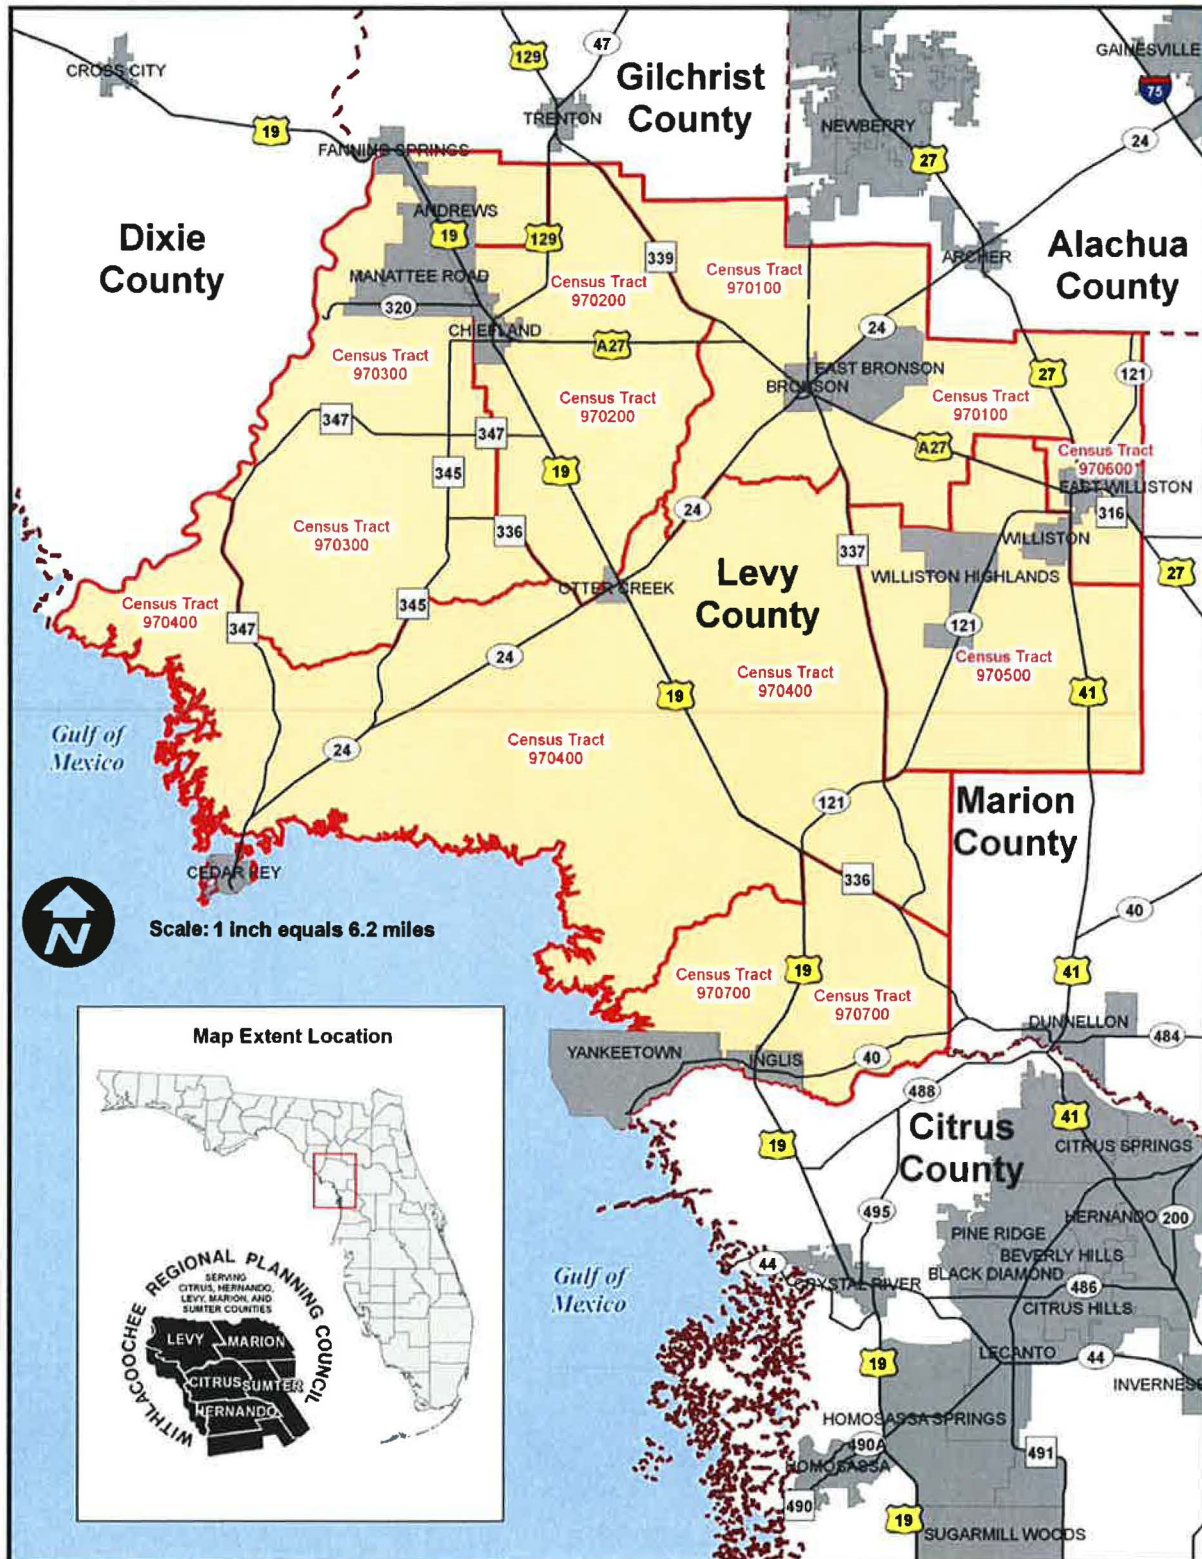 CROSS CITY
129
47
Gilchrist
County
GAINESVILLE
75
TRENTON
NEWBERRY
19
24
FANNING SPRINGS
27
Dixie
County
ANDREWS
19
129
339
ARCHER
Alachua
County
MANATTEE ROAD
Census Tract
970200
Census Tract
970100
320
CHIEFLAND
A27
24
Census Tract
970300
EAST BRONSON
BRONSON
27
121
Census Tract
970200
Census Tract
970100
347
347
A27
Census Tract
970600
345
19
EAST WILLISTON
24
316
Census Tract
970300
336
WILLISTON
337
Levy
County
WILLISTON HIGHLANDS
27
OTTER CREEK
Census Tract
970400
347
345
121
24
Census Tract
970500
Census Tract
970400
19
41
Gulf of
Mexico
24
Census Tract
970400
121
Marion
County
CEDAR KEY
336
40
N
Scale: 1 inch equals 6.2 miles
19
41
Census Tract
970700
Census Tract
970700
Map Extent Location
DUNNELLON
484
YANKEETOWN
INGLIS
40
488
41
19
Citrus
County
CITRUS SPRINGS
495
HERNANDO
200
PINE RIDGE
BEVERLY HILLS
44
BLACK DIAMOND
486
CRYSTAL RIVER
CITRUS HILLS
Gulf of
Mexico
LECANTO
44
19
INVERNESS
HOMOSASSA SPRINGS
490A
491
HOMOSASSA
490
19
SUGARMILL WOODS
WITHLACOOCHEE REGIONAL PLANNING COUNCIL
SERVING
CITRUS, HERNANDO,
LEVY, MARION, AND
SUMTER COUNTIES
LEVY
MARION
CITRUS
SUMTER
HERNANDO